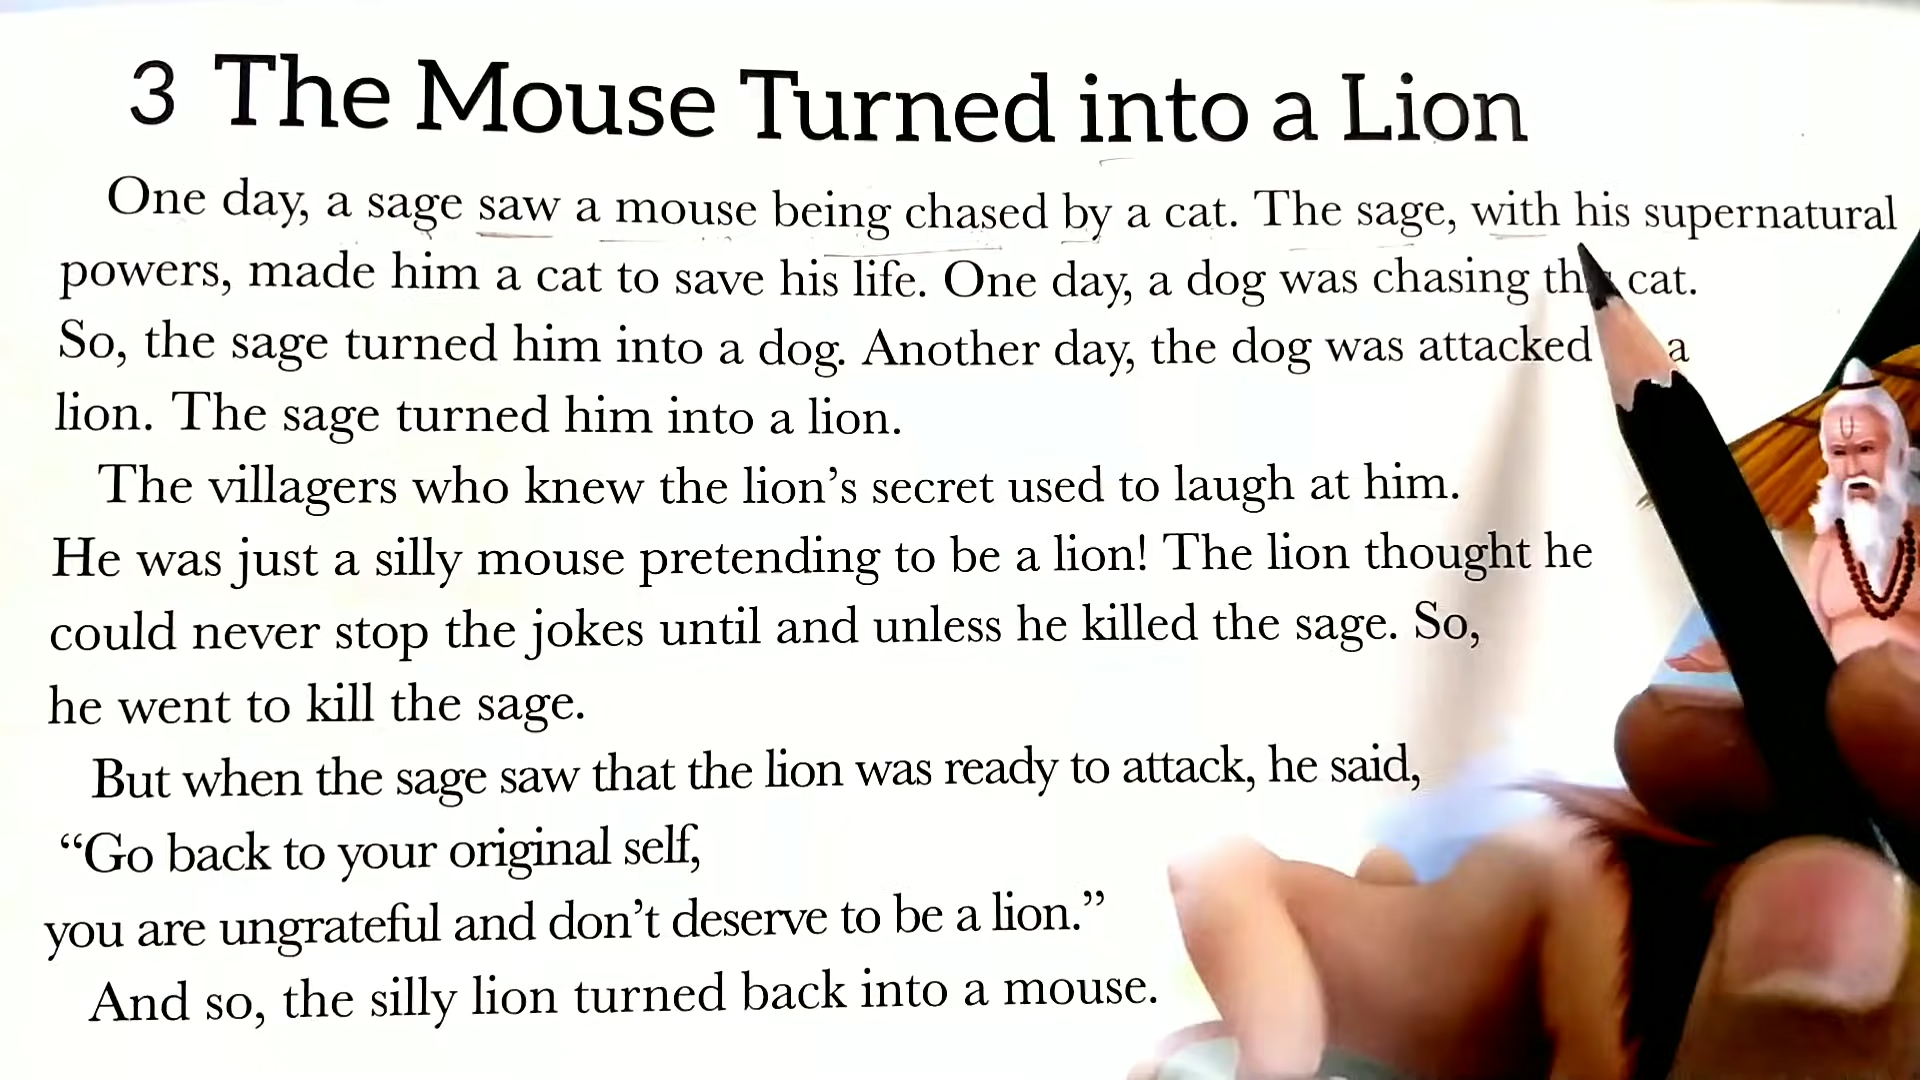 3 The Mouse Turned into a Lion
One day, a sage saw a mouse being chased by a cat. The sage, with his supernatural
powers, made him a cat to save his life. One day, a dog was chasing cat.
So, the sage turned him into a dog. Another day, the dog was attacked a
lion. The sage turned him into a lion.
The villagers who knew the lion's secret used to laugh at him.
He was just a silly mouse pretending to be a lion! The lion thought he
could never stop the jokes until and unless he killed the sage. So,
he went to kill the sage.
But when the sage saw that the lion was ready to attack, he said,
“Go back to your original self,
you are ungrateful and don't deserve to be a lion.”
And so, the silly lion turned back into a mouse.